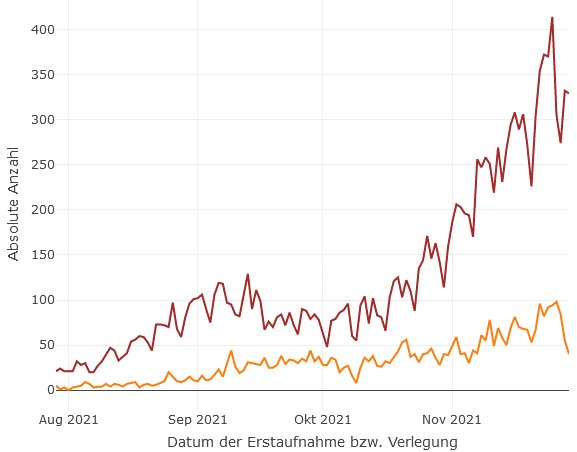 400
350
300
250
200
150
100
50
0
Absolute Anzahl
Aug 2021
Sep 2021
Okt 2021
Nov 2021
Datum der Erstaufnahme bzw. Verlegung